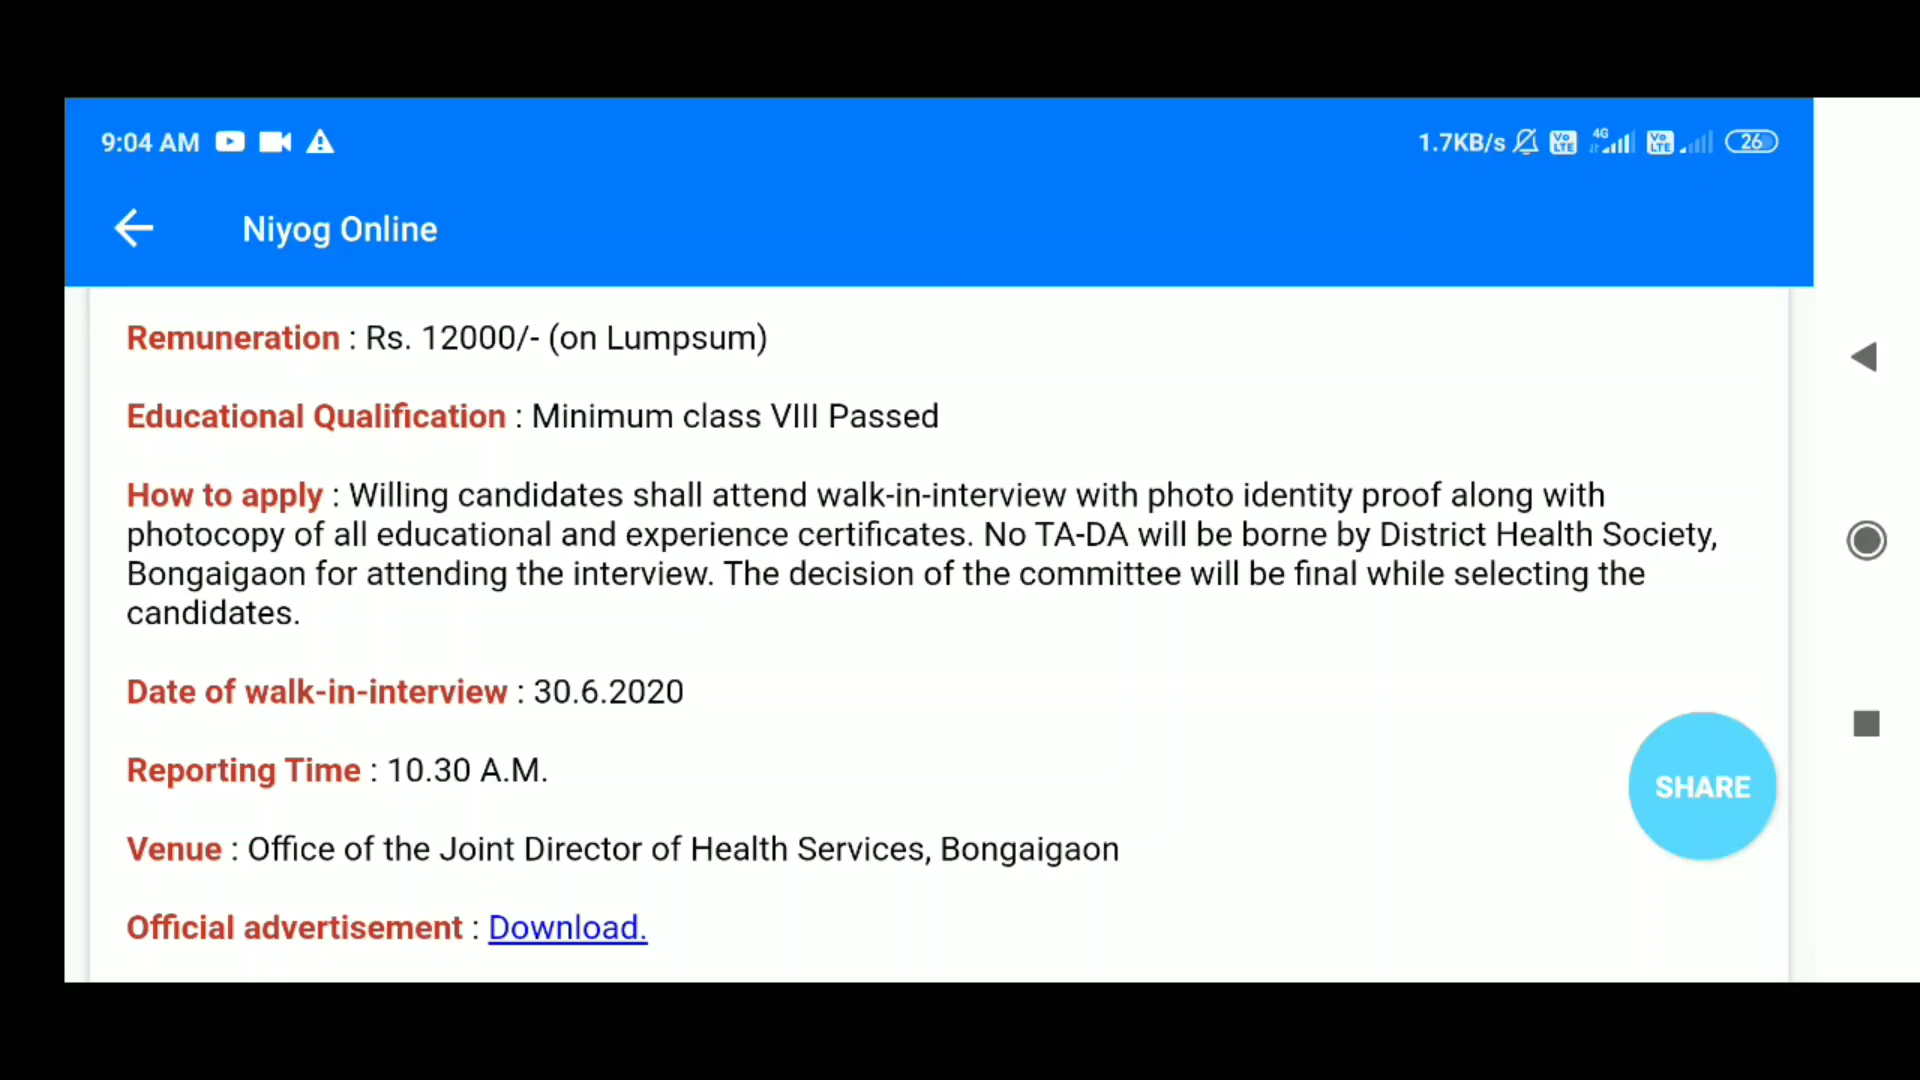 9:04 AM 1.7KB/s Vo LTE 4G Vo LTE 26
Niyog Online
Remuneration : Rs. 12000/- (on Lumpsum)
Educational Qualification : Minimum class VIII Passed
How to apply : Willing candidates shall attend walk-in-interview with photo identity proof along with
photocopy of all educational and experience certificates. No TA-DA will be borne by District Health Society,
Bongaigaon for attending the interview. The decision of the committee will be final while selecting the
candidates.
Date of walk-in-interview : 30.6.2020
Reporting Time : 10.30 A.M.
SHARE
Venue : Office of the Joint Director of Health Services, Bongaigaon
Official advertisement : Download.